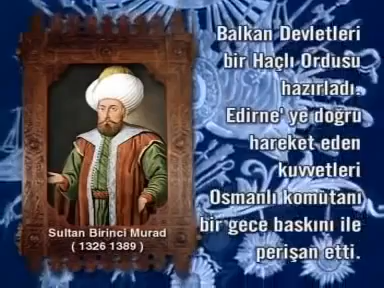 Balkan Devletleri
bir Haçlı Ordusu
hazırladı.
Edirne' ye doğru
hareket eden
kuvvetleri
Osmanlı komutanı
bir gece baskını ile
perişan etti.
Sultan Birinci Murad
( 1326 1389 )